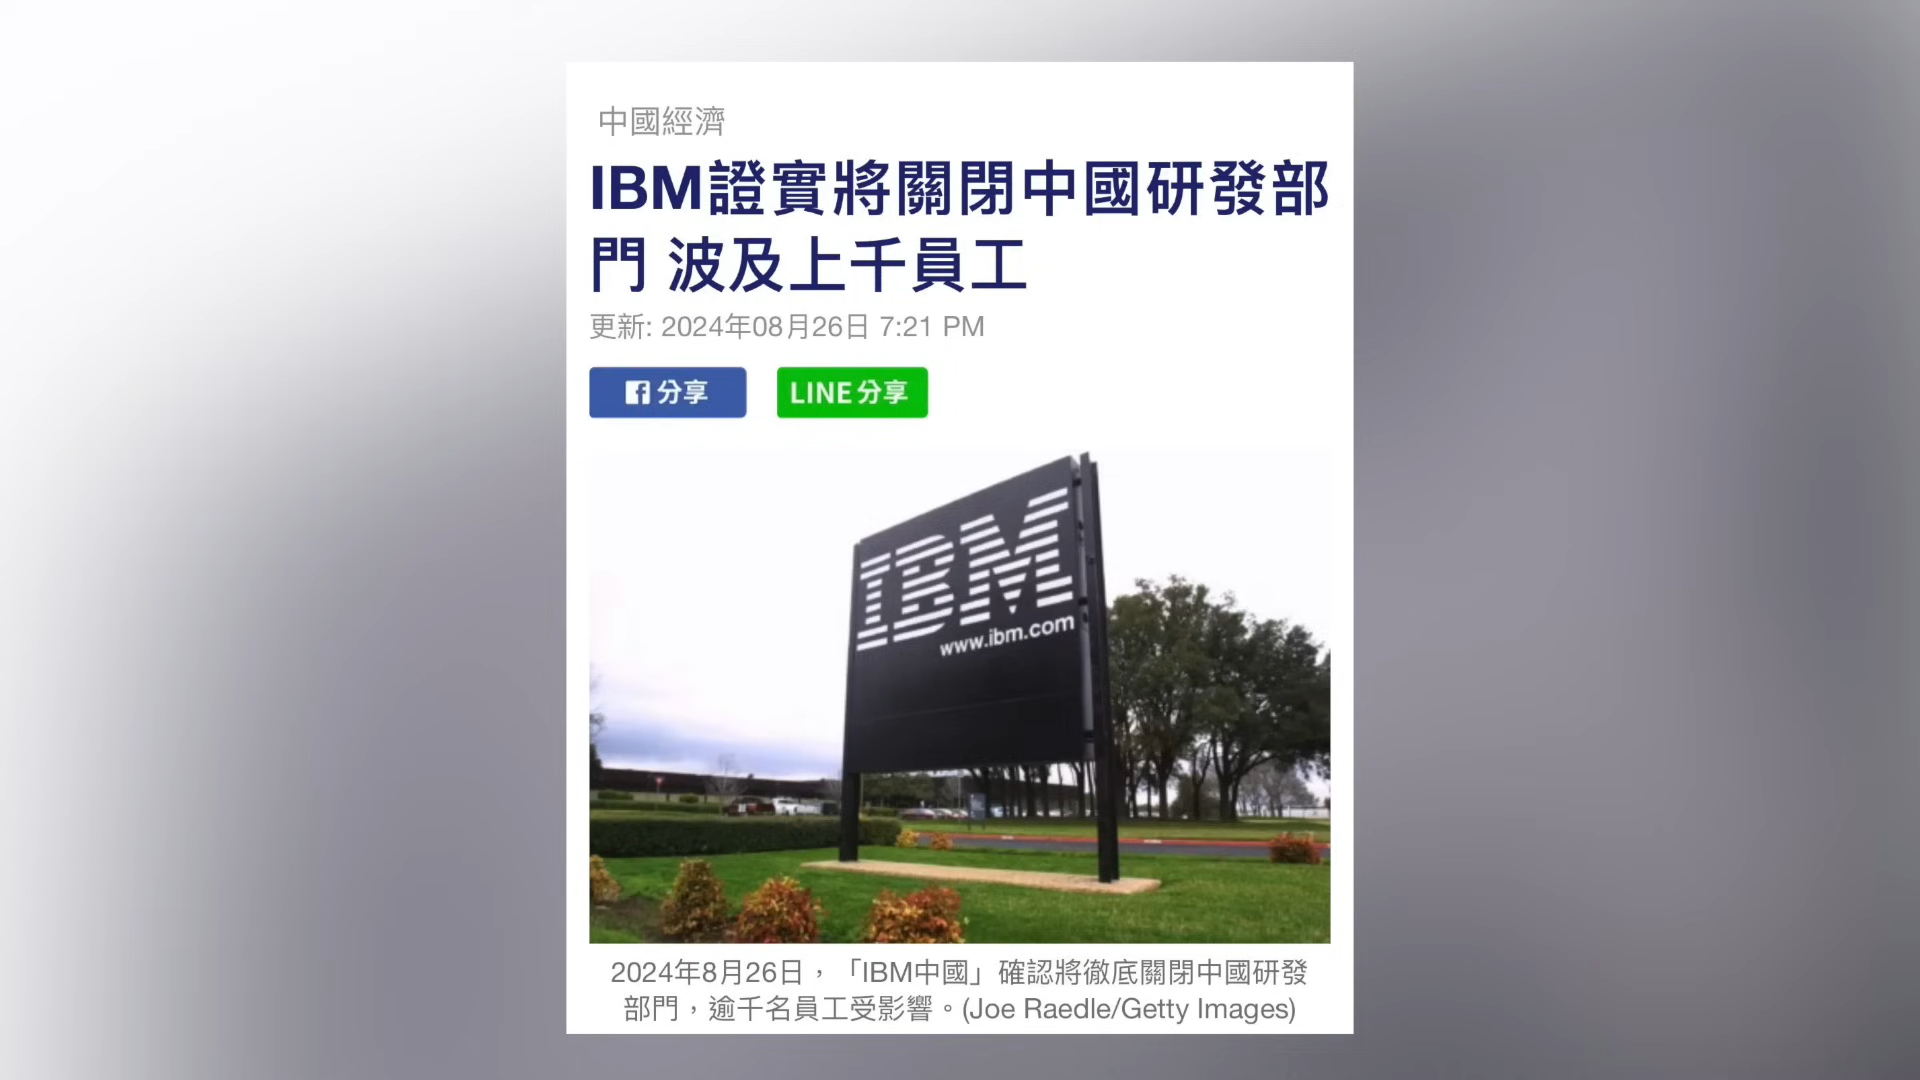 中國經濟
IBM證實將關閉中國研發部
門 波及上千員工
更新: 2024年08月26日 7:21 PM
分享
LINE分享
IBM
www.ibm.com
2024年8月26日，「IBM中國」確認將徹底關閉中國研發
部門，逾千名員工受影響。(Joe Raedle/Getty Images)